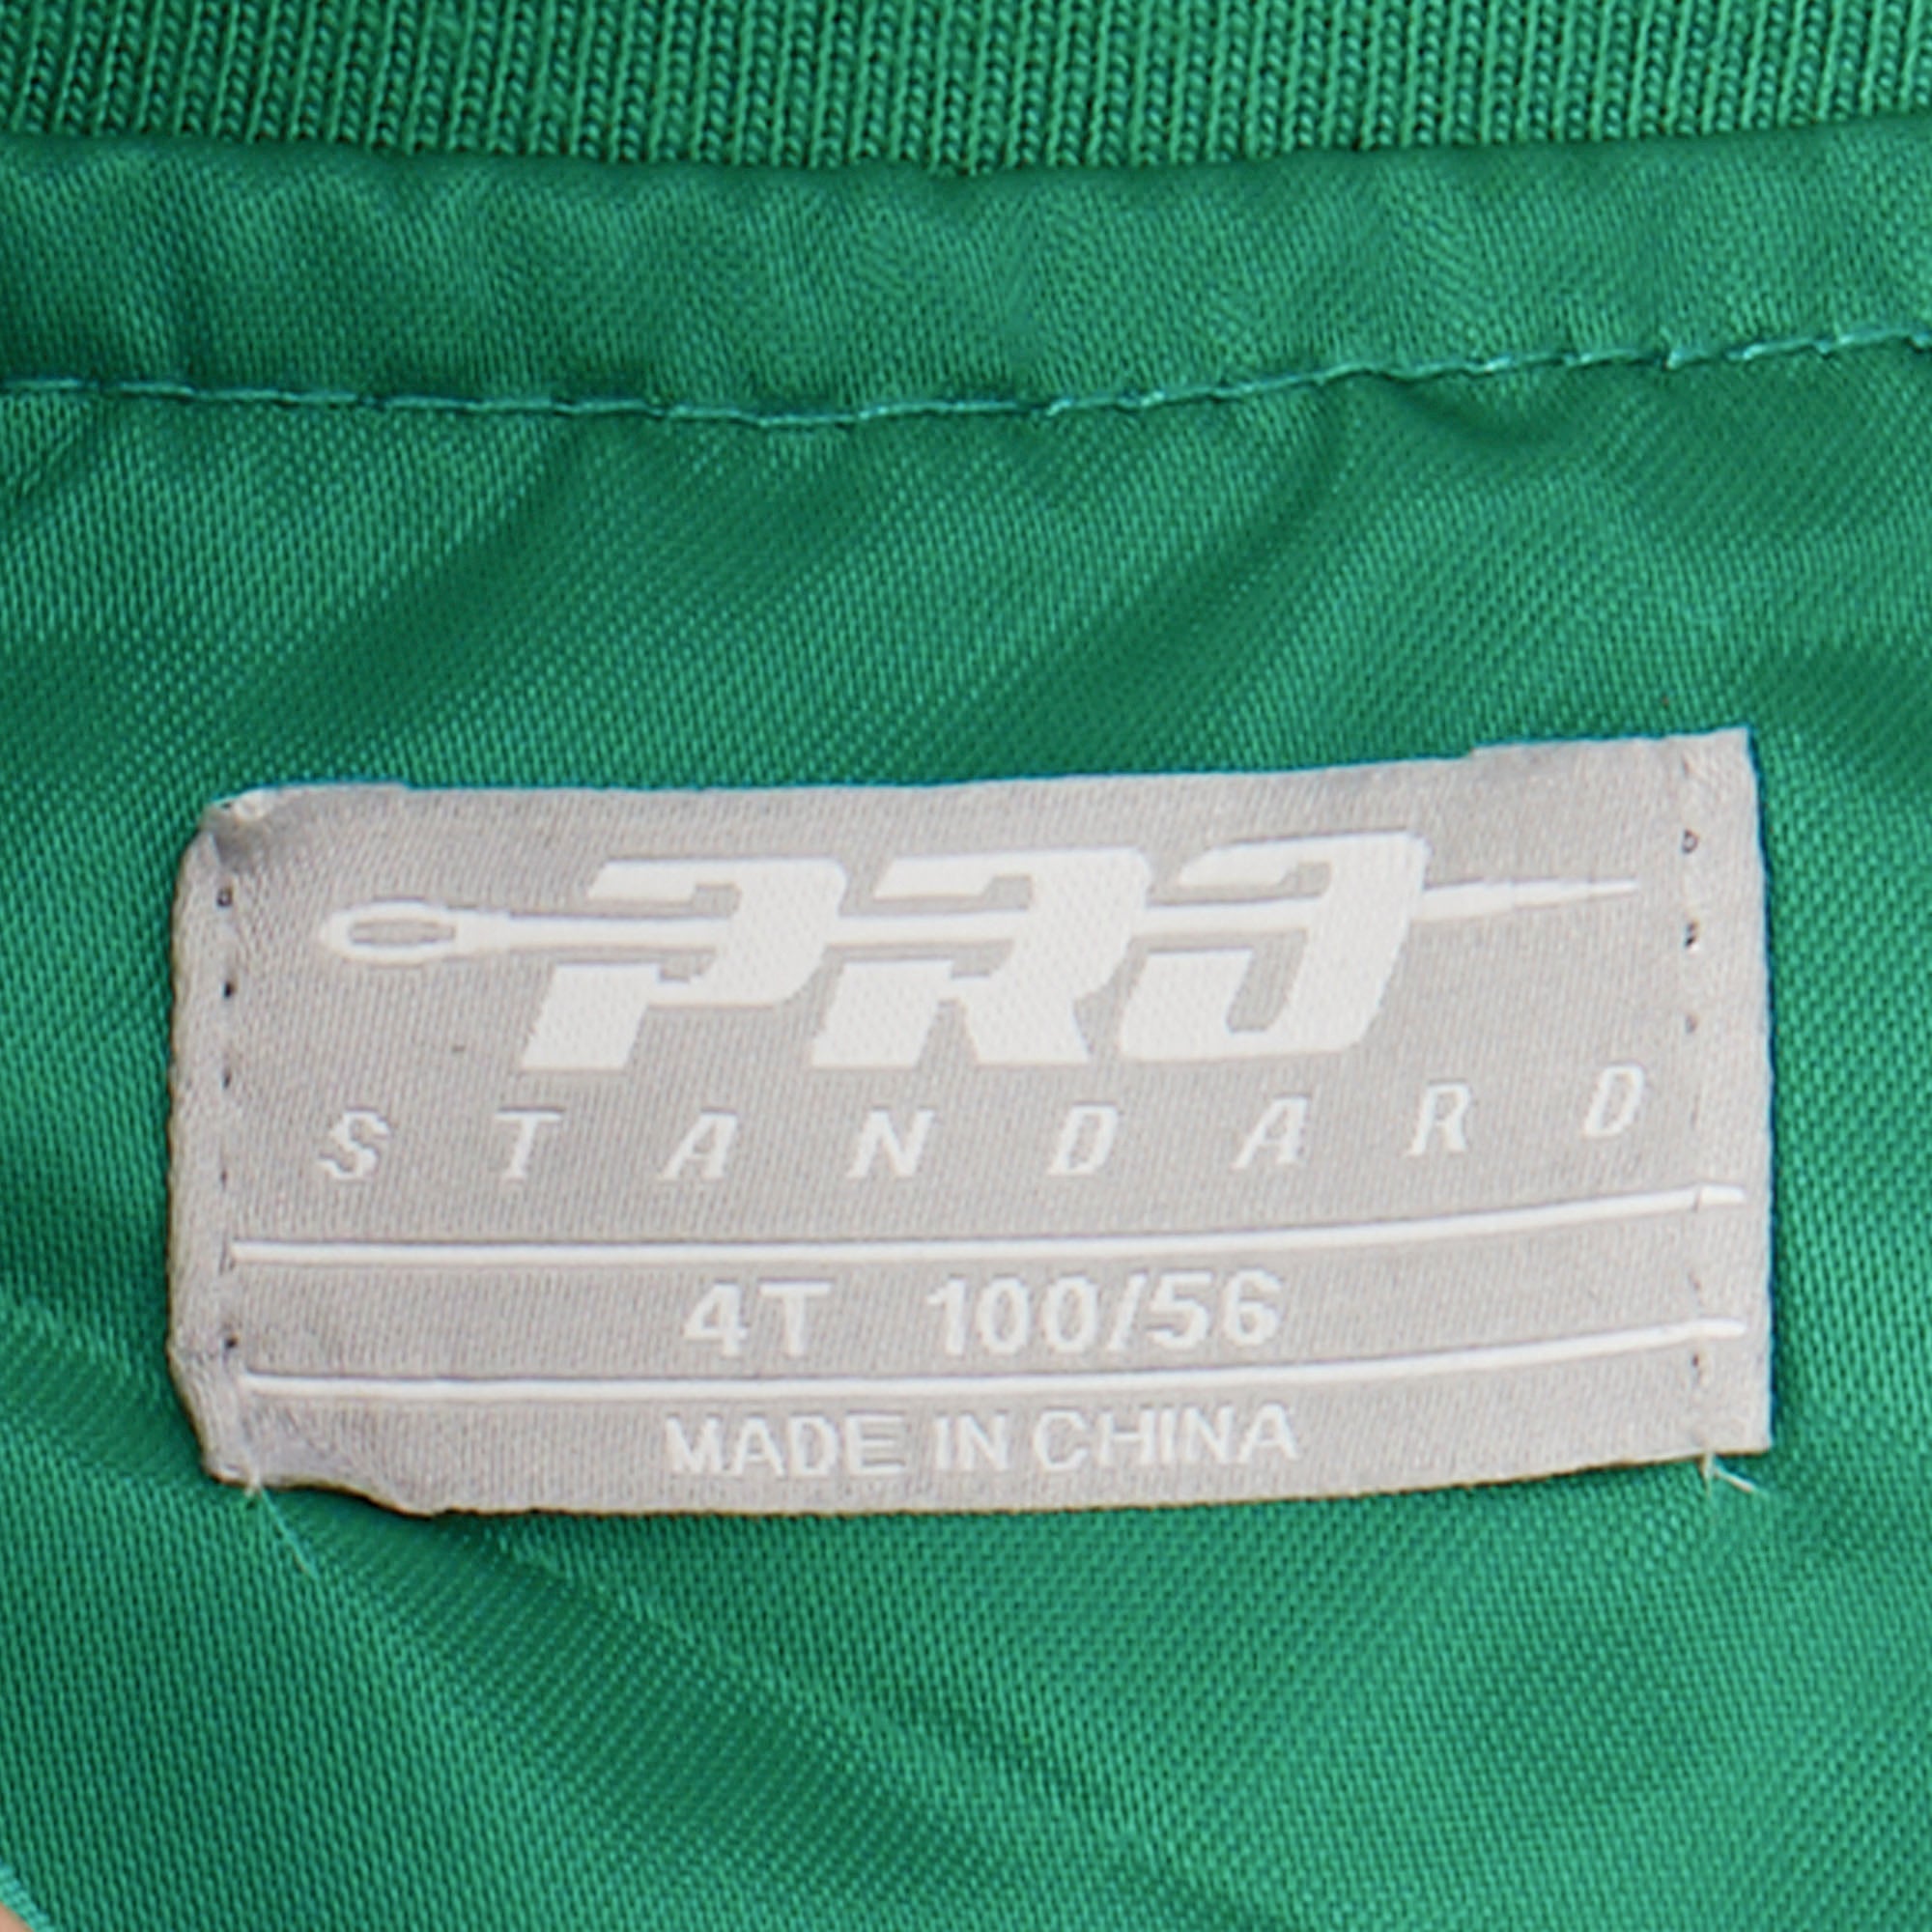 PRO
STANDARD
4T 100/56
MADE IN CHINA